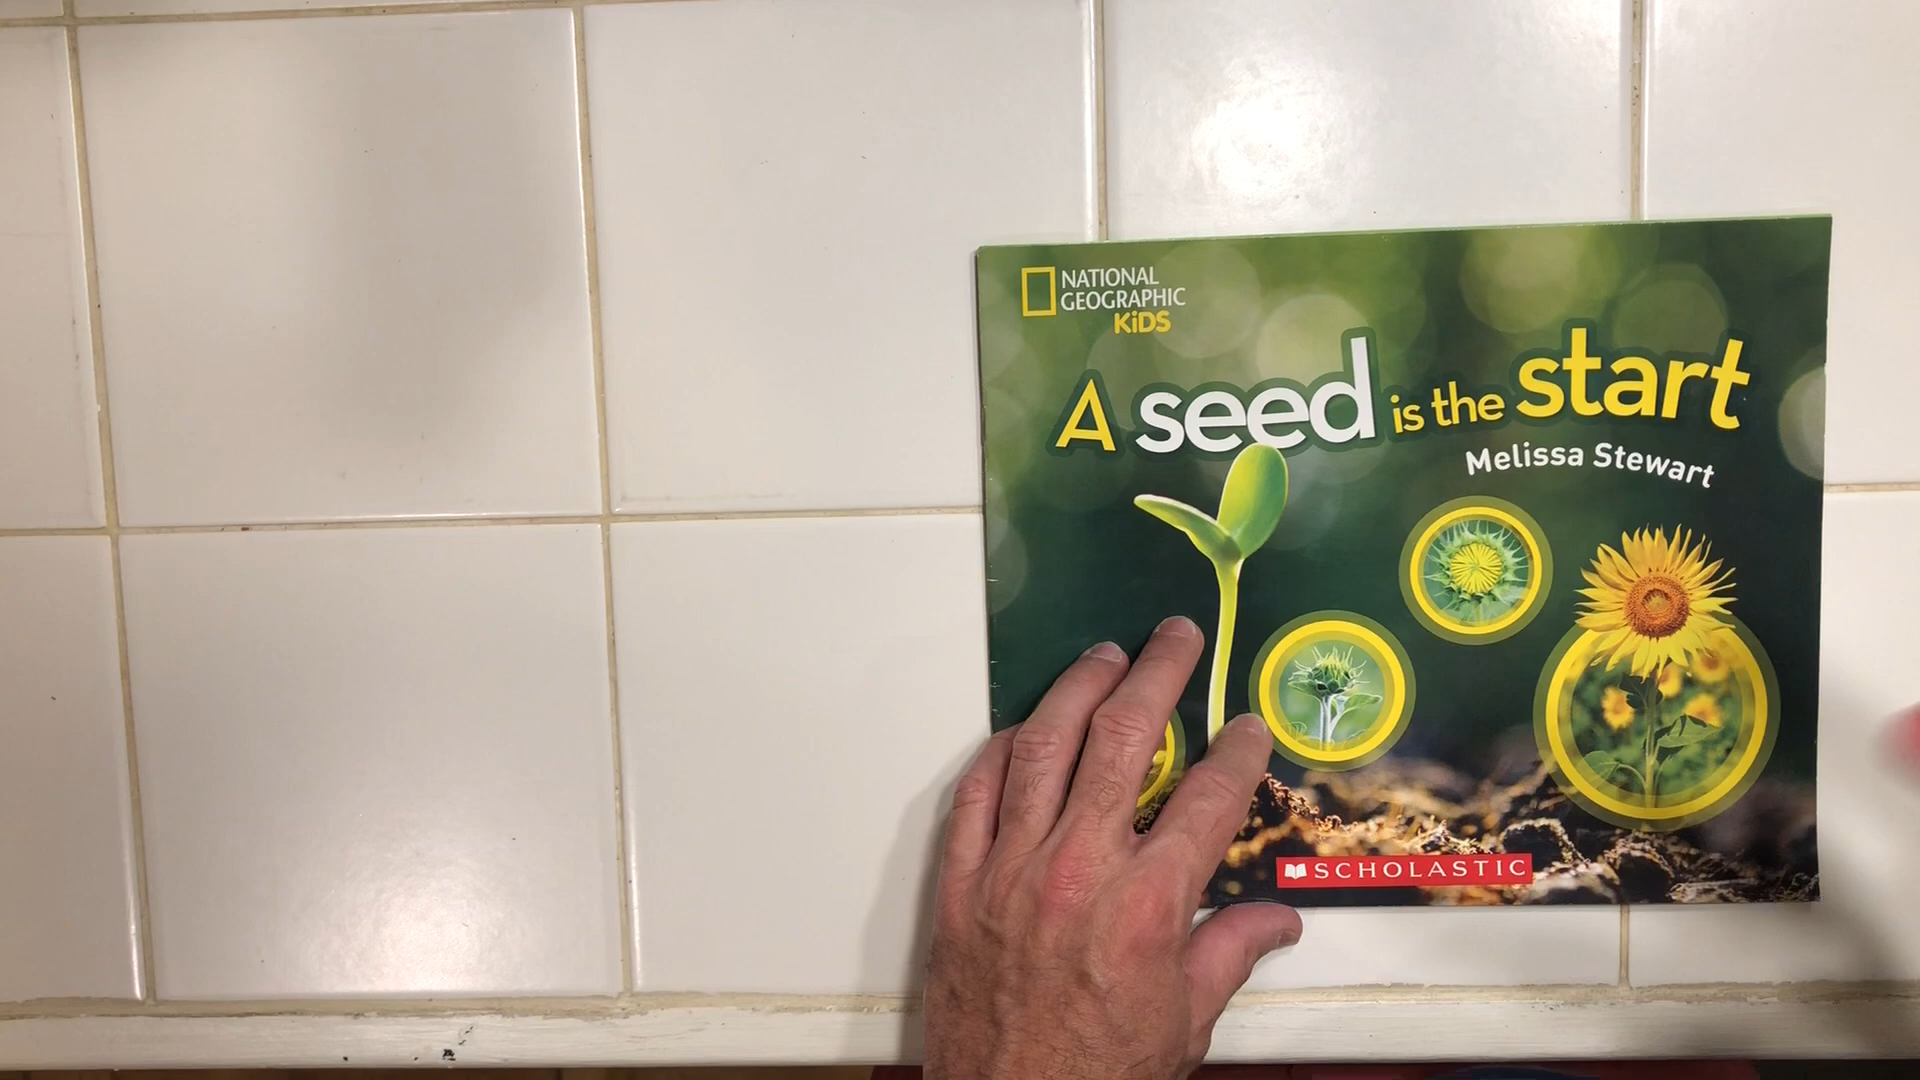 NATIONAL
GEOGRAPHIC
KiDS
A seed is the start
Melissa Stewart
SCHOLASTIC